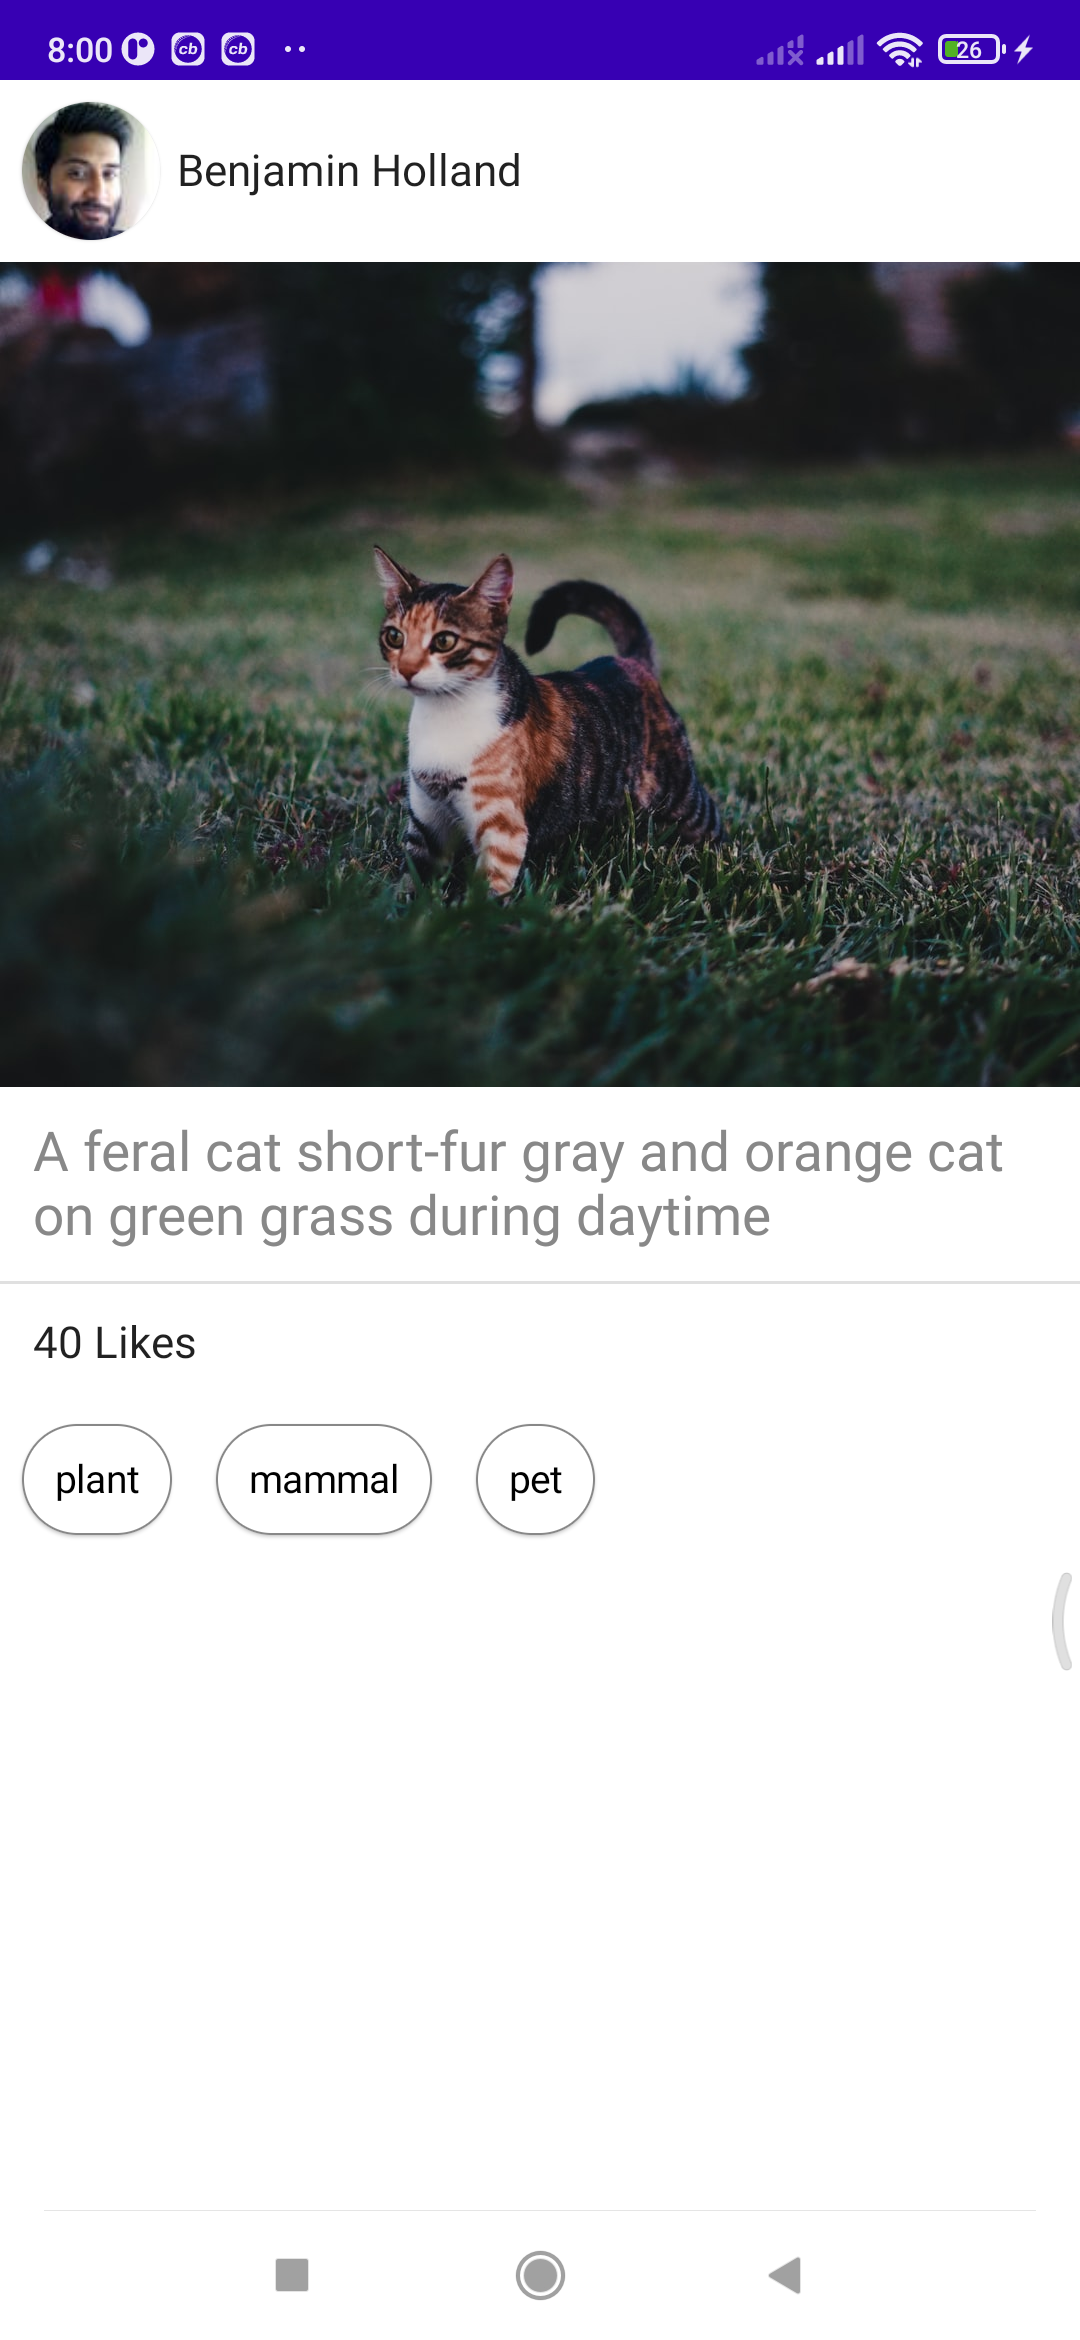 8:00 cb cb 26
Benjamin Holland
A feral cat short-fur gray and orange cat
on green grass during daytime
40 Likes
plant mammal pet